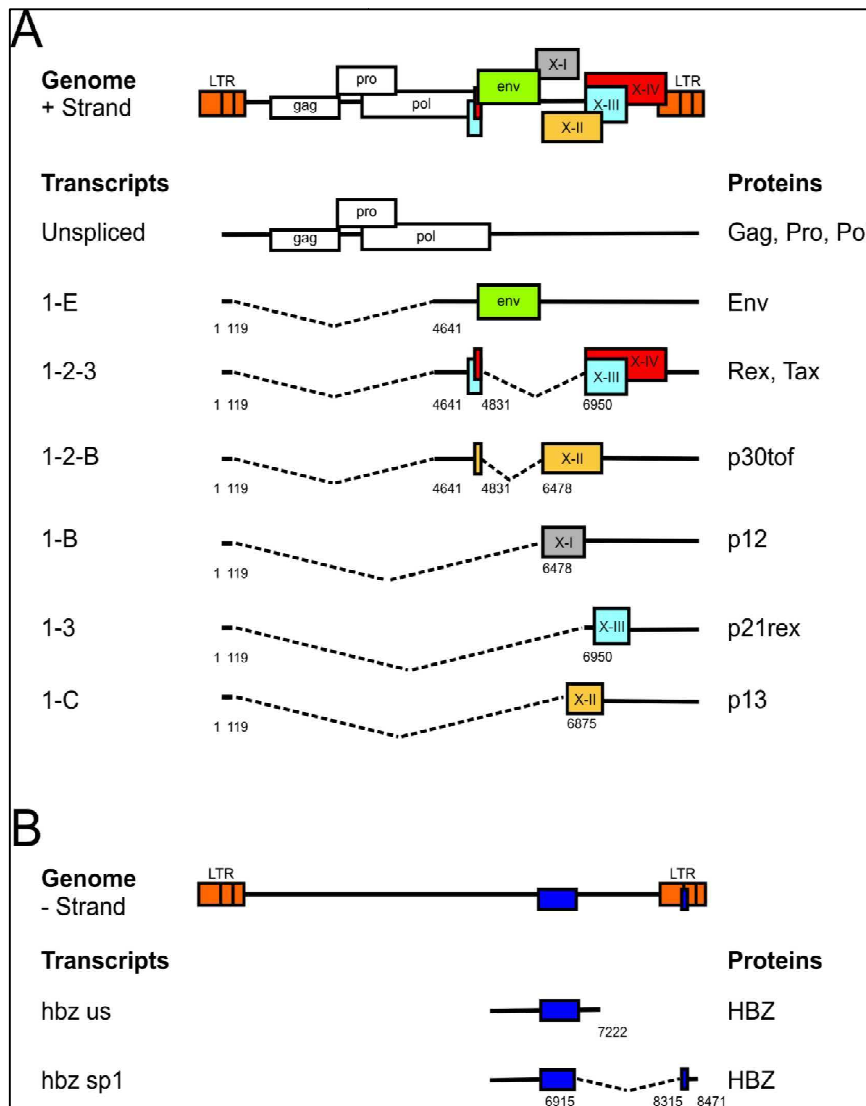 A
Genome
+ Strand
LTR
gag
pro
pol
env
X-I
X-II
X-III
X-IV
LTR
Transcripts
Proteins
Unspliced
gag
pro
pol
Gag, Pro, Po
1-E
env
Env
1 119
4641
1-2-3
X-III
X-IV
Rex, Tax
1 119
4641
4831
6950
1-2-B
X-II
p30tof
1 119
4641
4831
6478
1-B
X-I
p12
1 119
6478
1-3
X-III
p21rex
1 119
6950
1-C
X-II
p13
1 119
6875
B
Genome
- Strand
LTR
LTR
Transcripts
Proteins
hbz us
HBZ
7222
hbz sp1
HBZ
6915
8315
8471